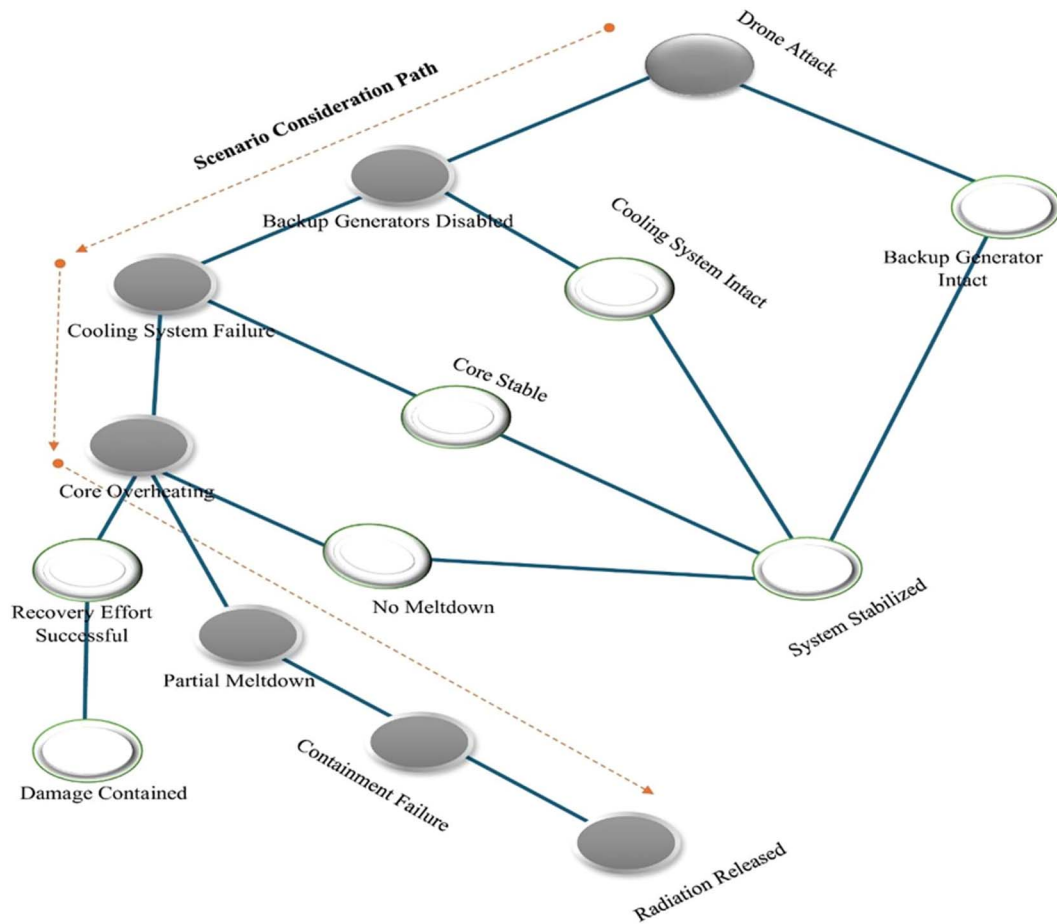 Drone Attack
Scenario Consideration Path
Backup Generators Disabled
Cooling System Intact
Backup Generator
Intact
Cooling System Failure
Core Stable
Core Overheating
Recovery Effort
Successful
No Meltdown
System Stabilized
Partial Meltdown
Damage Contained
Containment Failure
Radiation Released